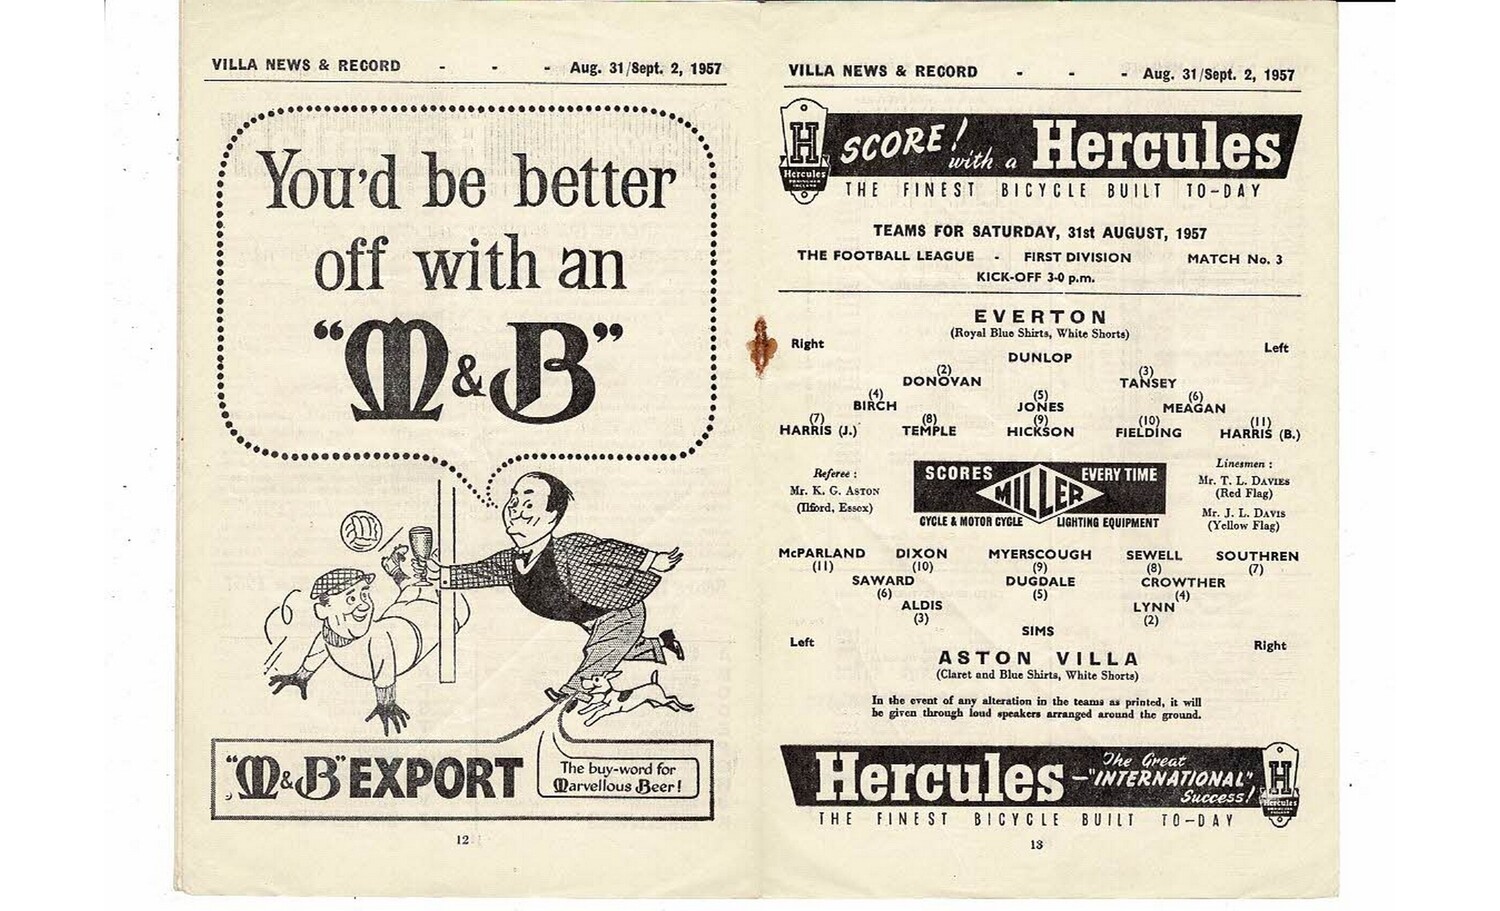 VILLA NEWS & RECORD - - - Aug. 31/Sept. 2, 1957
You'd be better
off with an
"M&B"
"M&B" EXPORT
The buy-word for
Marvellous Beer!
12
VILLA NEWS & RECORD - - - Aug. 31/Sept. 2, 1957
H
Hercules
SCORE! with a Hercules
THE FINEST BICYCLE BUILT TO-DAY
TEAMS FOR SATURDAY, 31st AUGUST, 1957
THE FOOTBALL LEAGUE - FIRST DIVISION MATCH No. 3
KICK-OFF 3-0 p.m.
EVERTON
(Royal Blue Shirts, White Shorts)
Right Left
DUNLOP
(2) (3)
DONOVAN TANSEY
(4) (5) (6)
BIRCH JONES MEAGAN
(7) (8) (9) (10) (11)
HARRIS (J.) TEMPLE HICKSON FIELDING HARRIS (B.)
Referee :
Mr. K. G. ASTON
(Ilford, Essex)
SCORES MILLER EVERY TIME
CYCLE & MOTOR CYCLE LIGHTING EQUIPMENT
Linesmen :
Mr. T. L. DAVIES
(Red Flag)
Mr. J. L. DAVIS
(Yellow Flag)
McPARLAND DIXON MYERSCOUGH SEWELL SOUTHREN
(11) (10) (9) (8) (7)
SAWARD DUGDALE CROWTHER
(6) (5) (4)
ALDIS LYNN
(3) (2)
SIMS
Left Right
ASTON VILLA
(Claret and Blue Shirts, White Shorts)
In the event of any alteration in the teams as printed, it will
be given through loud speakers arranged around the ground.
Hercules - The Great "INTERNATIONAL" Success!
H
Hercules
THE FINEST BICYCLE BUILT TO-DAY
13